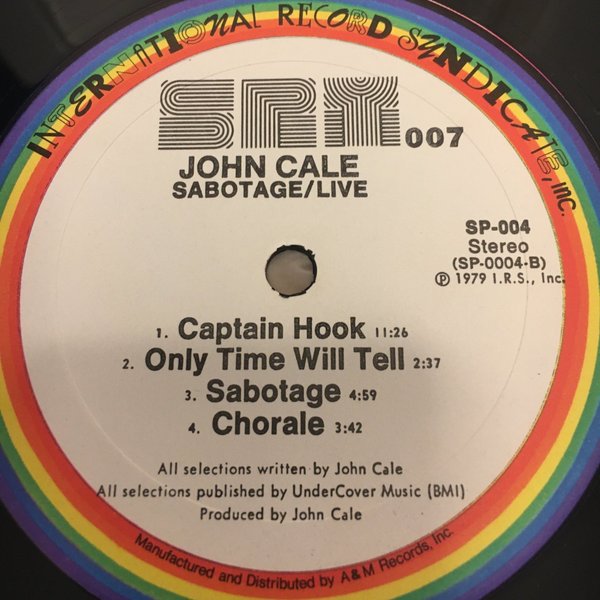 INTERNATIONAL RECORD SYNDICATE, INC.
SPY 007
JOHN CALE
SABOTAGE/LIVE
SP-004
Stereo
(SP-0004-B)
℗ 1979 I.R.S., Inc.
1. Captain Hook 11:26
2. Only Time Will Tell 2:37
3. Sabotage 4:59
4. Chorale 3:42
All selections written by John Cale
All selections published by UnderCover Music (BMI)
Produced by John Cale
Manufactured and Distributed by A&M Records, Inc.